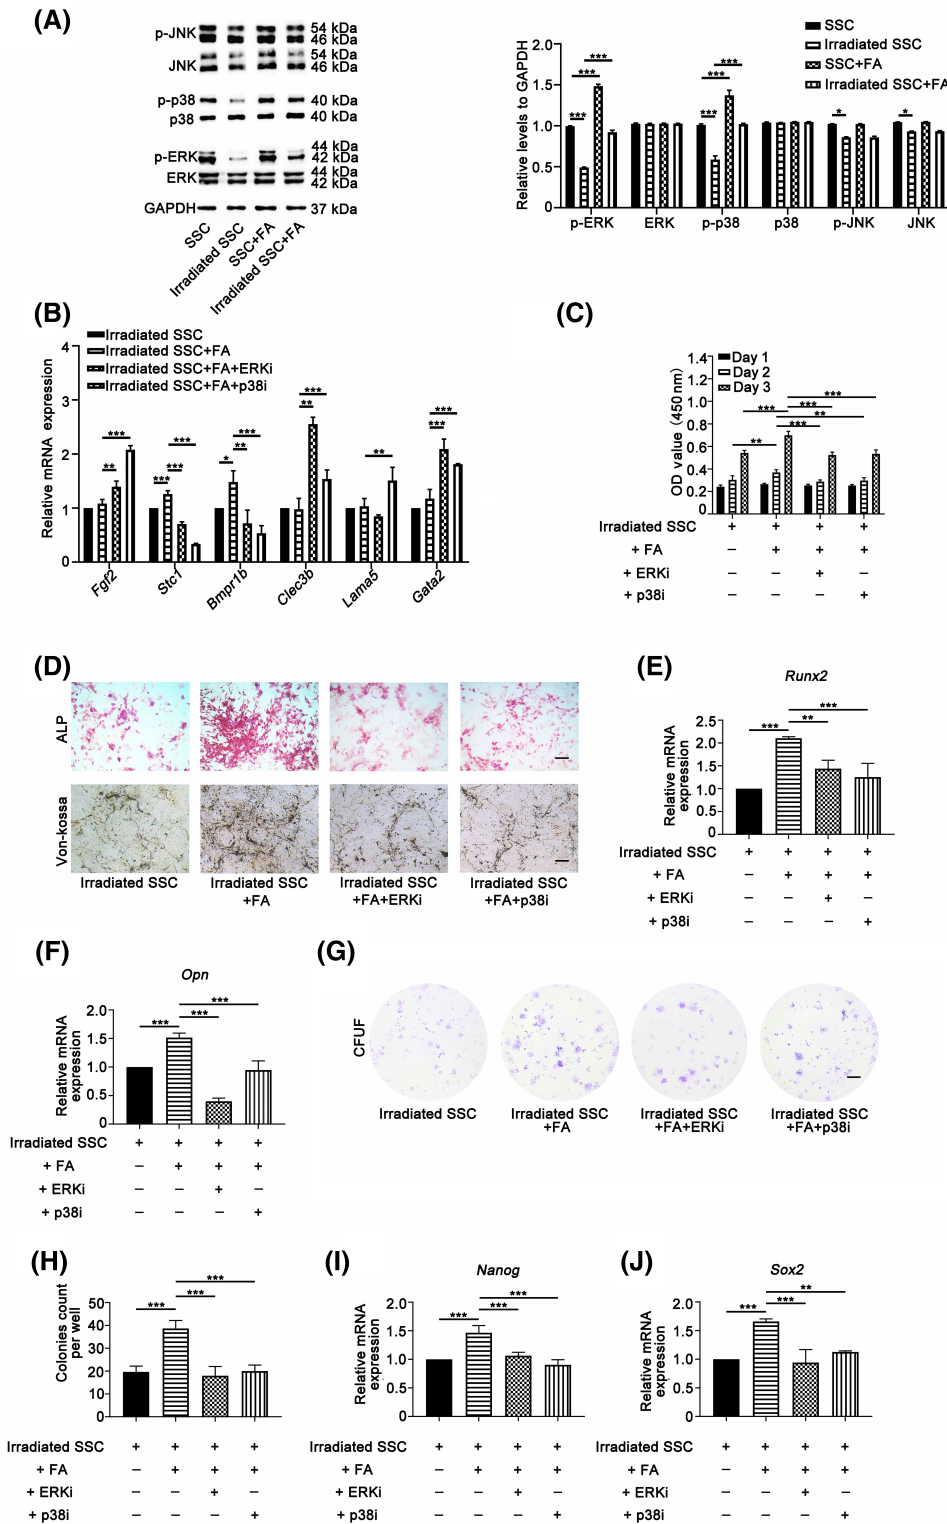 (A)
p-JNK
54 kDa
46 kDa
JNK
54 kDa
46 kDa
p-p38
40 kDa
p38
40 kDa
p-ERK
44 kDa
42 kDa
ERK
44 kDa
42 kDa
GAPDH
37 kDa
SSC
Irradiated SSC
SSC+FA
Irradiated SSC+FA
Relative levels to GAPDH
2.0
1.5
1.0
0.5
0
SSC
Irradiated SSC
SSC+FA
Irradiated SSC+FA
*** *** ***
*** *** ***
* *
p-ERK ERK p-p38 p38 p-JNK JNK
(B)
Irradiated SSC
Irradiated SSC+FA
Irradiated SSC+FA+ERKi
Irradiated SSC+FA+p38i
Relative mRNA expression
4
3
2
1
0
** ***
*** *** ***
* ** ***
** ***
**
*** ***
Fgf2 Stc1 Bmpr1b Clec3b Lama5 Gata2
(C)
Day 1
Day 2
Day 3
OD value (450 nm)
1.4
1.2
1.0
0.8
0.6
0.4
0.2
*** *** *** ** ** ***
Irradiated SSC + + + +
+ FA – + + +
+ ERKi – – + –
+ p38i – – – +
(D)
ALP
Von-kossa
Irradiated SSC
Irradiated SSC
+FA
Irradiated SSC
+FA+ERKi
Irradiated SSC
+FA+p38i
(E)
Runx2
Relative mRNA
expression
2.5
2.0
1.5
1.0
0.5
0
*** ** ***
Irradiated SSC + + + +
+ FA – + + +
+ ERKi – – + –
+ p38i – – – +
(F)
Opn
Relative mRNA
expression
2.0
1.5
1.0
0.5
0
*** *** ***
Irradiated SSC + + + +
+ FA – + + +
+ ERKi – – + –
+ p38i – – – +
(G)
CFUF
Irradiated SSC
Irradiated SSC
+FA
Irradiated SSC
+FA+ERKi
Irradiated SSC
+FA+p38i
(H)
Colonies count
per well
50
40
30
20
10
0
*** *** ***
Irradiated SSC + + + +
+ FA – + + +
+ ERKi – – + –
+ p38i – – – +
(I)
Nanog
Relative mRNA
expression
2.0
1.5
1.0
0.5
0
*** *** ***
Irradiated SSC + + + +
+ FA – + + +
+ ERKi – – + –
+ p38i – – – +
(J)
Sox2
Relative mRNA
expression
2.0
1.5
1.0
0.5
0
*** *** **
Irradiated SSC + + + +
+ FA – + + +
+ ERKi – – + –
+ p38i – – – +